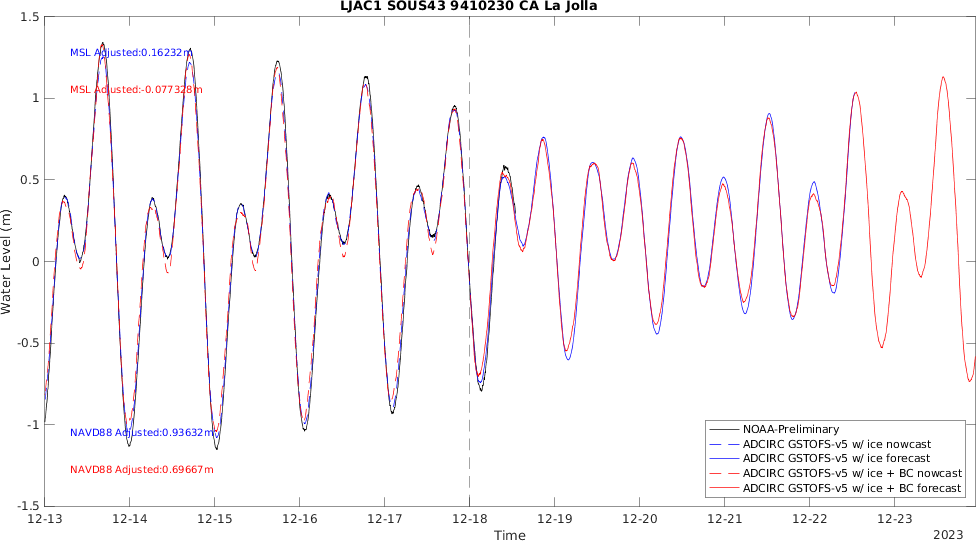 LJAC1 SOUS43 9410230 CA La Jolla
1.5
1
0.5
0
-0.5
-1
-1.5
Water Level (m)
MSL Adjusted:0.16232m
MSL Adjusted:-0.077328m
NAVD88 Adjusted:0.93632m
NAVD88 Adjusted:0.69667m
NOAA-Preliminary
ADCIRC GSTOFS-v5 w/ ice nowcast
ADCIRC GSTOFS-v5 w/ ice forecast
ADCIRC GSTOFS-v5 w/ ice + BC nowcast
ADCIRC GSTOFS-v5 w/ ice + BC forecast
12-13 12-14 12-15 12-16 12-17 12-18 12-19 12-20 12-21 12-22 12-23
Time
2023